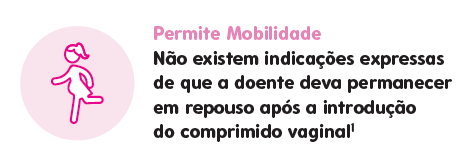 Permite Mobilidade
Não existem indicações expressas
de que a doente deva permanecer
em repouso após a introdução
do comprimido vaginal¹